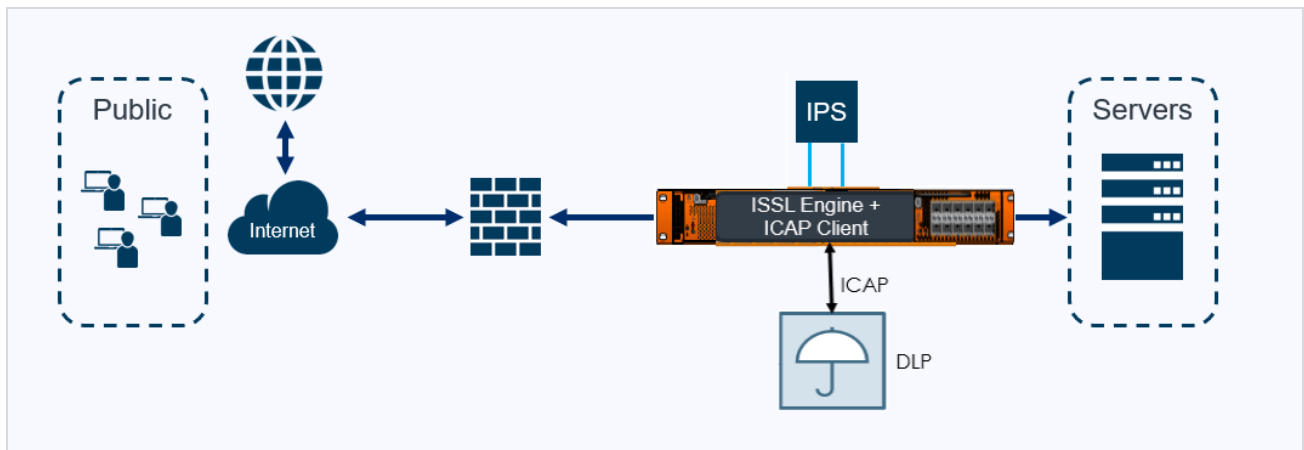 Public
Internet
IPS
ISSL Engine +
ICAP Client
ICAP
DLP
Servers